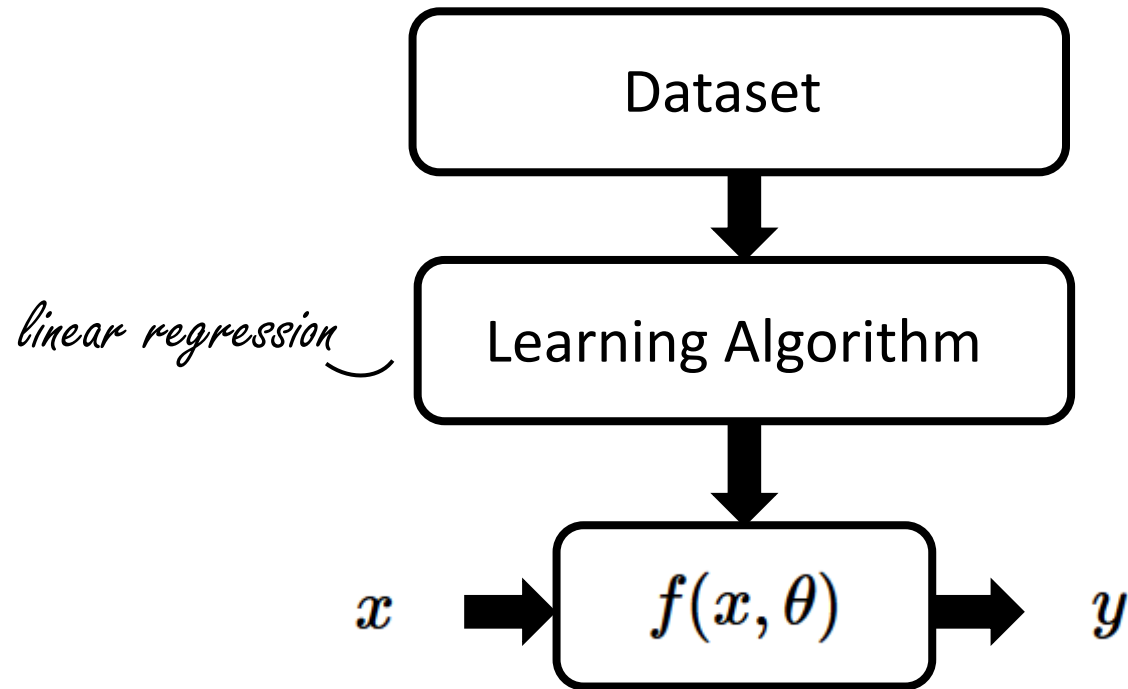 Dataset
linear regression
Learning Algorithm
x
f(x, θ)
y